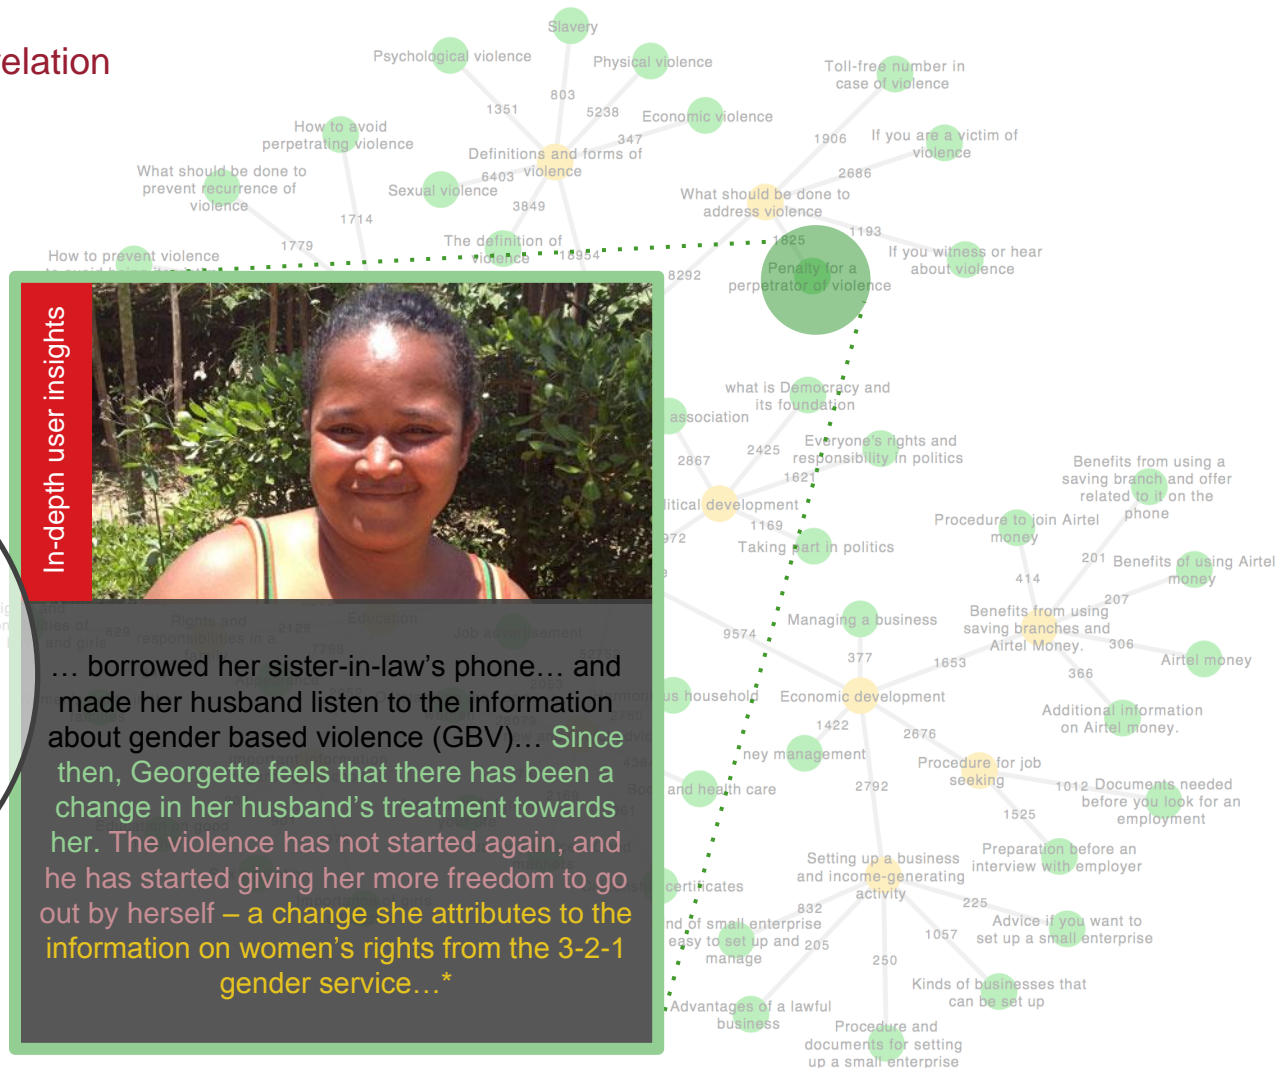 elation
Slavery
Psychological violence
Physical violence
Toll-free number in
case of violence
803
1351
5238
Economic violence
How to avoid
perpetrating violence
347
1906
If you are a victim of
violence
Definitions and forms of
violence
What should be done to
prevent recurrence of
violence
6403
Sexual violence
2686
What should be done to
address violence
3849
1714
1193
1825
The definition of
violence
1779
18954
If you witness or hear
about violence
How to prevent violence
8292
Penalty for a
perpetrator of violence
In-depth user insights
what is Democracy and
its foundation
association
2425
Everyone's rights and
responsibility in politics
2867
1621
Benefits from using a
saving branch and offer
related to it on the
phone
litical development
1169
Procedure to join Airtel
money
972
Taking part in politics
201
Benefits of using Airtel
money
414
207
Education
Rights and
responsibilities in a
829
2128
Job advertisement
Managing a business
Benefits from using
saving branches and
Airtel Money.
9574
306
377
1653
Airtel money
366
… borrowed her sister-in-law’s phone… and
made her husband listen to the information
about gender based violence (GBV)… Since
then, Georgette feels that there has been a
change in her husband’s treatment towards
her. The violence has not started again, and
he has started giving her more freedom to go
out by herself – a change she attributes to the
information on women’s rights from the 3-2-1
gender service…*
us household
Economic development
Additional information
on Airtel money.
1422
2676
ney management
Procedure for job
seeking
and health care
2792
1012
Documents needed
before you look for an
employment
1525
Preparation before an
interview with employer
Setting up a business
and income-generating
activity
certificates
832
225
nd of small enterprise
easy to set up and
manage
205
1057
Advice if you want to
set up a small enterprise
250
Kinds of businesses that
can be set up
Advantages of a lawful
business
Procedure and
documents for setting
up a small enterprise